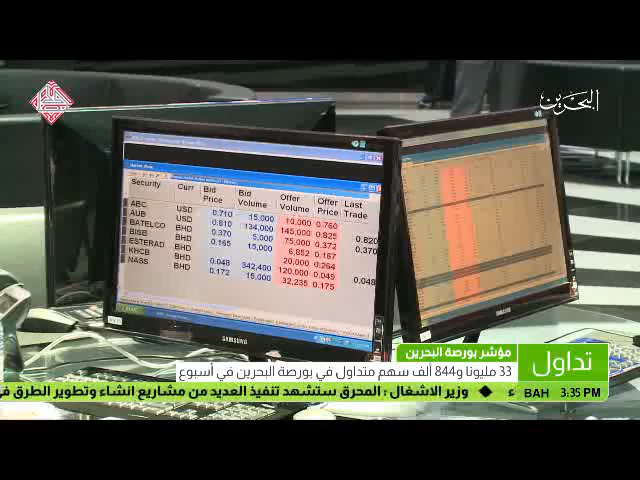 البحرين
Security Curr Bid Price Bid Volume Offer Volume Offer Price Last Trade
ABC USD 0.710 15,000 10,000 0.760
AUB USD 0.810 134,000 145,000 0.825 0.820
BATELCO BHD 0.370 5,000 75,000 0.372 0.370
BISB BHD 0.165 15,000 6,852 0.187
ESTERAD BHD 20,000 0.264
KHCB BHD 0.048 342,400 120,000 0.049 0.048
NASS BHD 0.172 15,000 32,235 0.175
SAMSUNG
SAMSUNG
تداول
مؤشر بورصة البحرين
33 مليونا و844 ألف سهم متداول في بورصة البحرين في أسبوع
BAH 3:35 PM
وزير الاشغال : المحرق ستشهد تنفيذ العديد من مشاريع انشاء وتطوير الطرق في